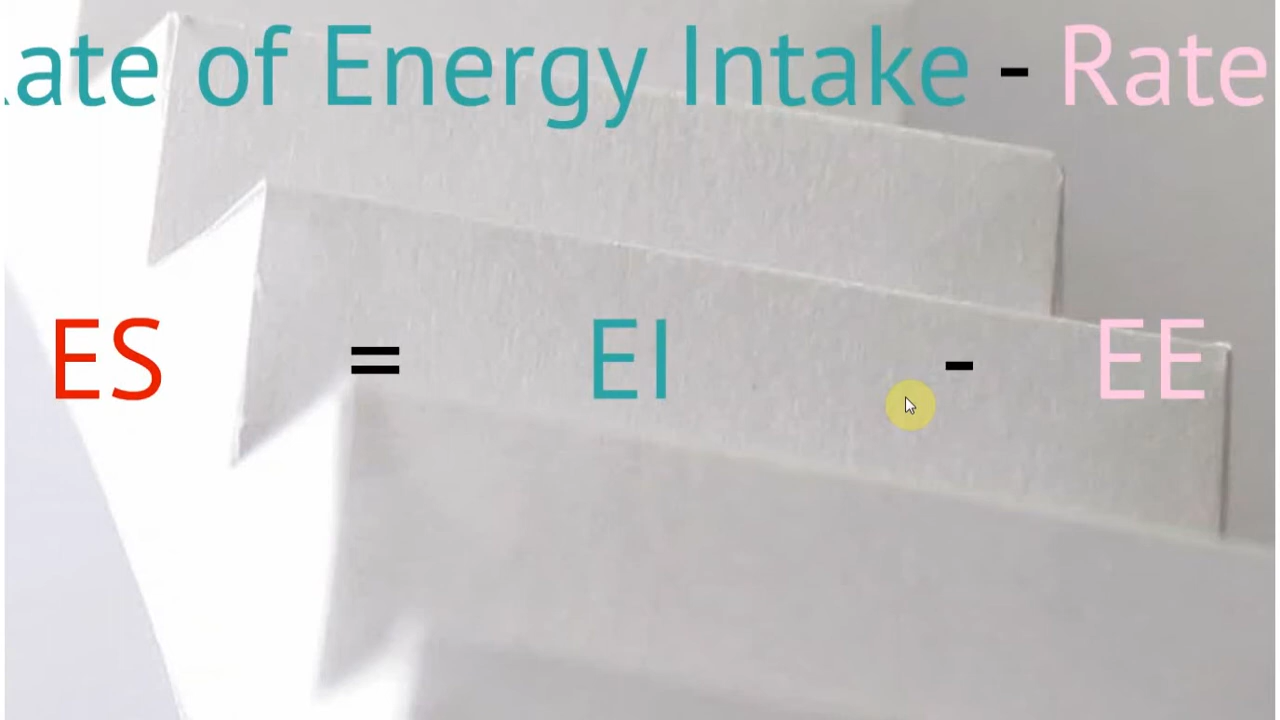 ate of Energy Intake - Rate
ES = EI - EE